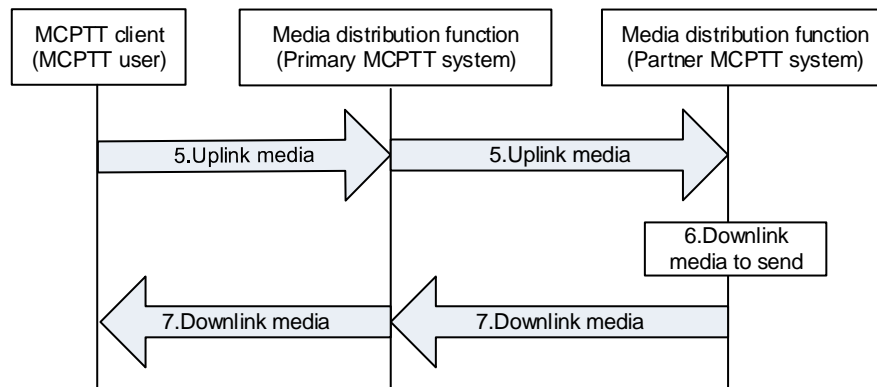 MCPTT client
(MCPTT user)
Media distribution function
(Primary MCPTT system)
Media distribution function
(Partner MCPTT system)
5.Uplink media
5.Uplink media
6.Downlink
media to send
7.Downlink media
7.Downlink media